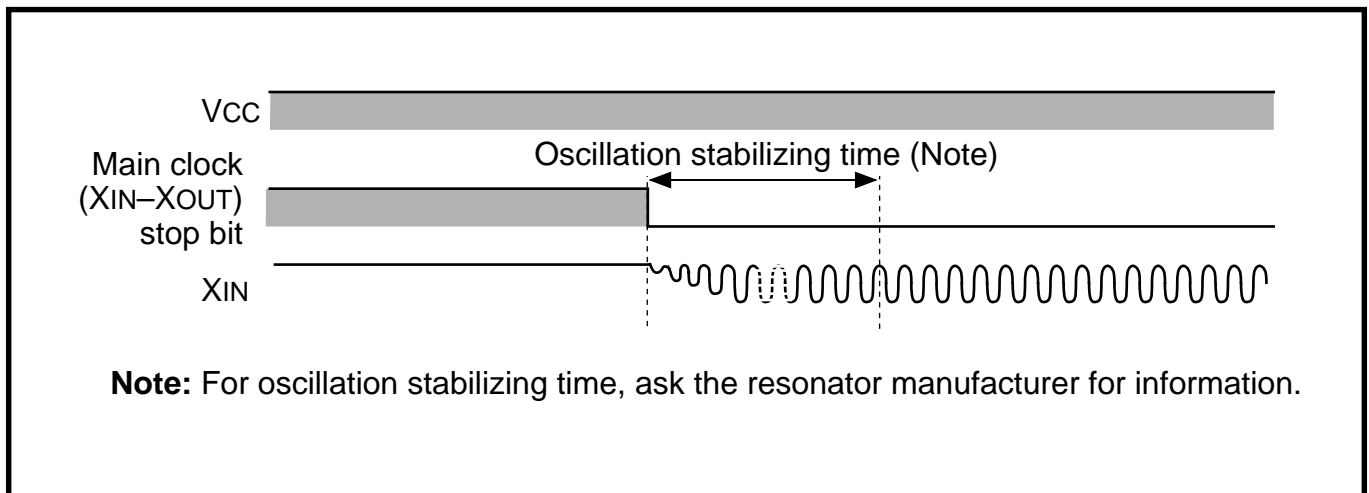 VCC
Oscillation stabilizing time (Note)
Main clock
(XIN–XOUT)
stop bit
XIN
Note: For oscillation stabilizing time, ask the resonator manufacturer for information.